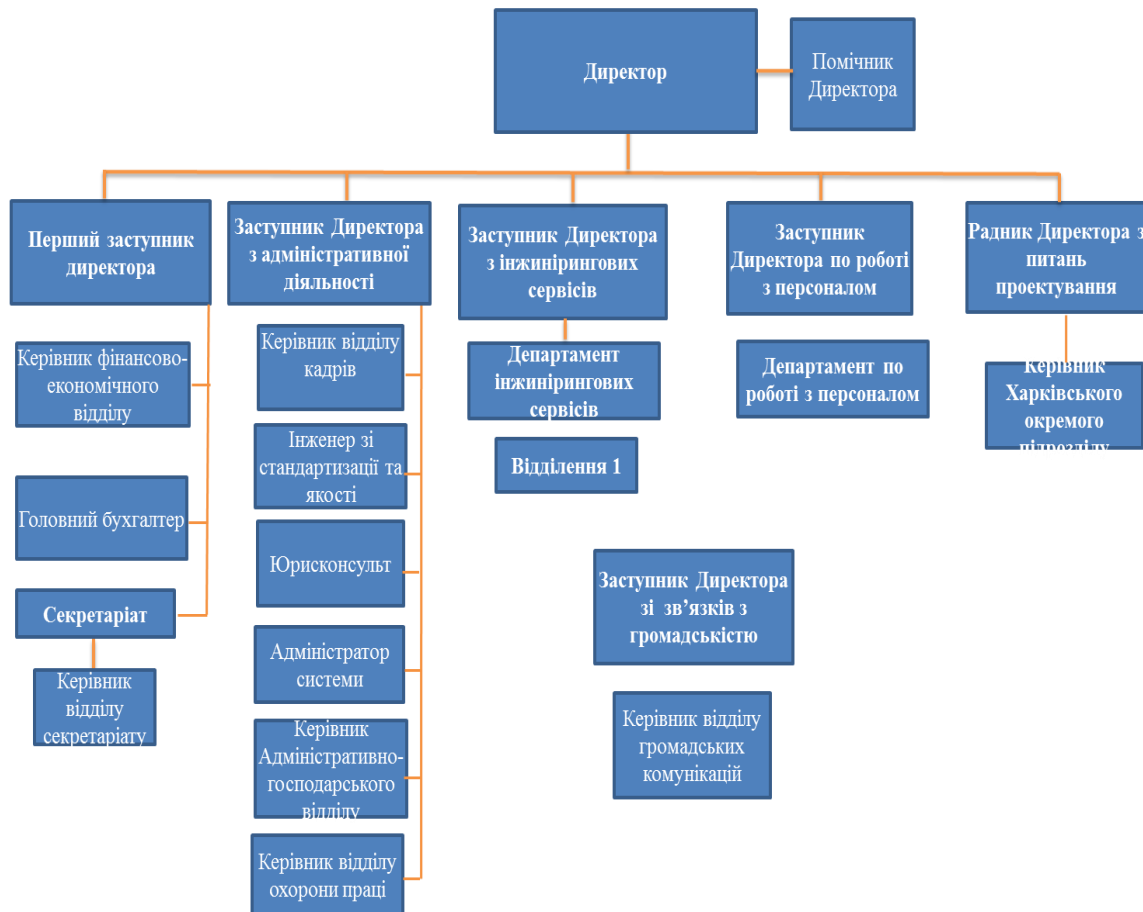 Директор
Помічник
Директора
Перший заступник
директора
Заступник Директора
з адміністративної
діяльності
Заступник Директора
з інжинірингових
сервісів
Заступник
Директора по роботі
з персоналом
Радник Директора з
питань
проектування
Керівник фінансово-
економічного
відділу
Головний бухгалтер
Секретаріат
Керівник
відділу
секретаріату
Керівник відділу
кадрів
Інженер зі
стандартизації та
якості
Юрисконсульт
Адміністратор
системи
Керівник
Адміністративно-
господарського
відділу
Керівник відділу
охорони праці
Департамент
інжинірингових
сервісів
Відділення 1
Департамент по
роботі з персоналом
Керівник
Харківського
окремого
підрозділу
Заступник Директора
зі зв’язків з
громадськістю
Керівник відділу
громадських
комунікацій